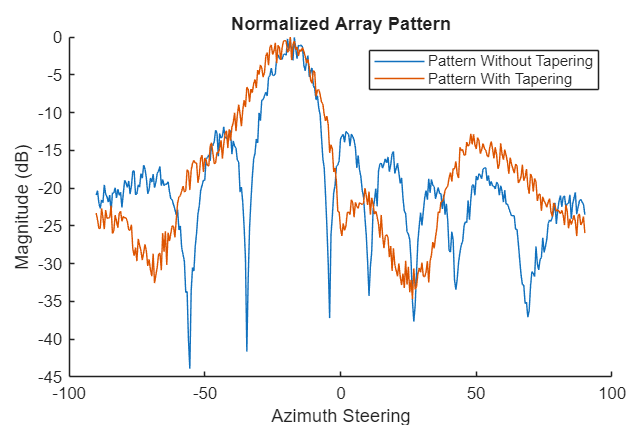 Normalized Array Pattern
Pattern Without Tapering
Pattern With Tapering
Magnitude (dB)
0
-5
-10
-15
-20
-25
-30
-35
-40
-45
-100 -50 0 50 100
Azimuth Steering